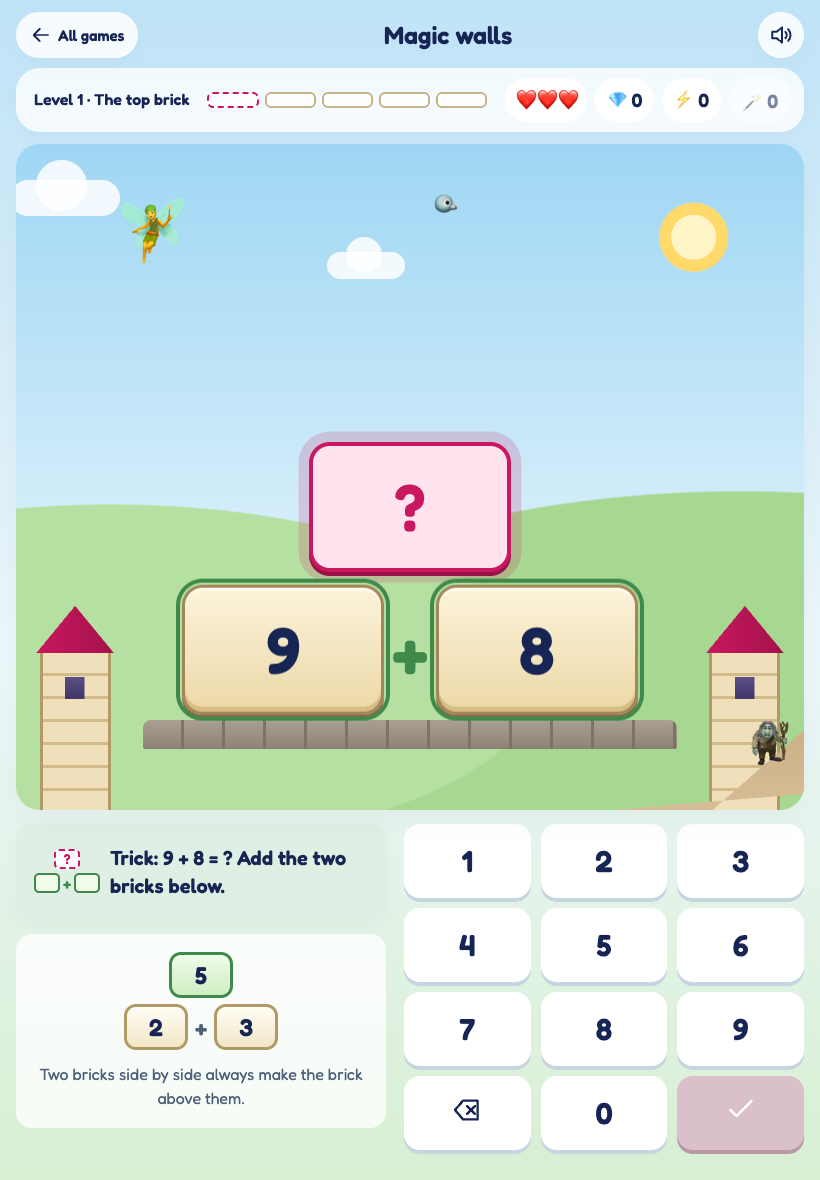 All games
Magic walls
Level 1 · The top brick
0
0
0
?
9 + 8
?
+
Trick: 9 + 8 = ? Add the two
bricks below.
5
2 + 3
Two bricks side by side always make the brick
above them.
1 2 3
4 5 6
7 8 9
0